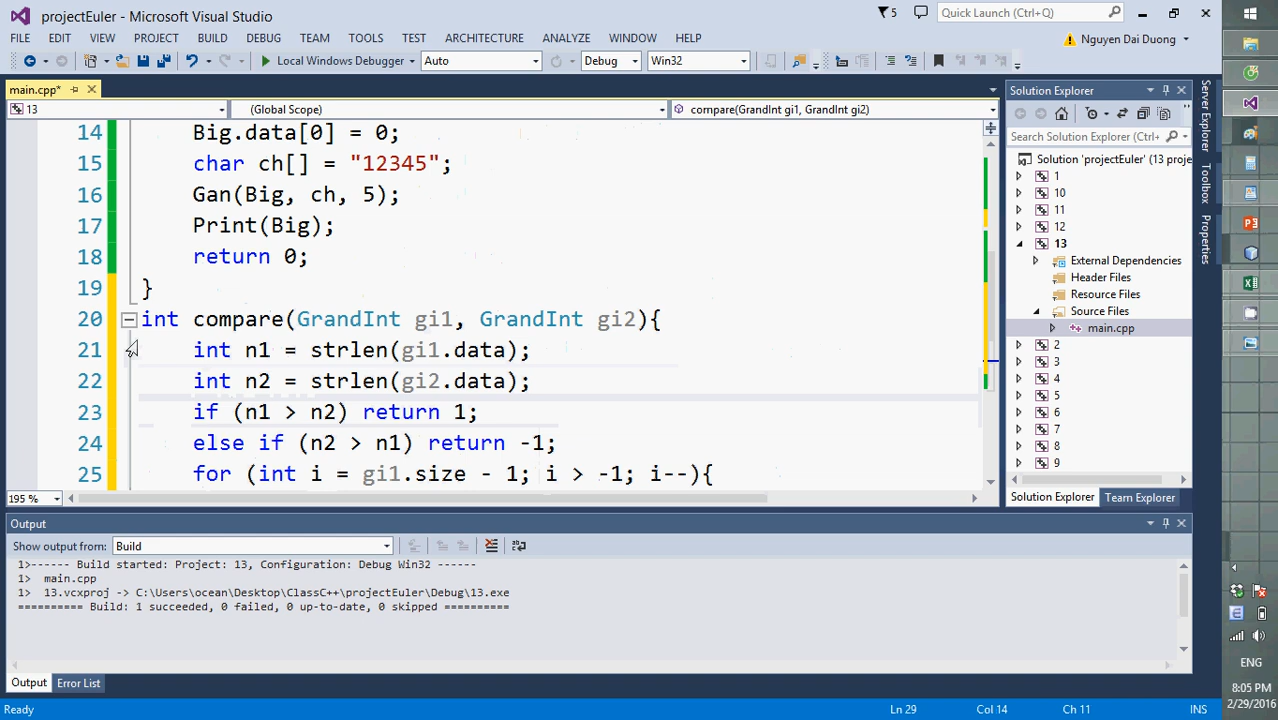 projectEuler - Microsoft Visual Studio
5
Quick Launch (Ctrl+Q)
FILE EDIT VIEW PROJECT BUILD DEBUG TEAM TOOLS TEST ARCHITECTURE ANALYZE WINDOW HELP
Nguyen Dai Duong
Local Windows Debugger
Auto
Debug
Win32
main.cpp*
13
(Global Scope)
compare(GrandInt gi1, GrandInt gi2)
14 Big.data[0] = 0;
15 char ch[] = "12345";
16 Gan(Big, ch, 5);
17 Print(Big);
18 return 0;
19 }
20 int compare(GrandInt gi1, GrandInt gi2){
21 int n1 = strlen(gi1.data);
22 int n2 = strlen(gi2.data);
23 if (n1 > n2) return 1;
24 else if (n2 > n1) return -1;
25 for (int i = gi1.size - 1; i > -1; i--){
195 %
Solution Explorer
Search Solution Explorer (Ctrl+
Solution 'projectEuler' (13 proje
1
10
11
12
13
External Dependencies
Header Files
Resource Files
Source Files
main.cpp
2
3
4
5
6
7
8
9
Solution Explorer Team Explorer
Server Explorer
Toolbox
Properties
Output
Show output from: Build
1>------ Build started: Project: 13, Configuration: Debug Win32 ------
1> main.cpp
1> 13.vcxproj -> C:\Users\ocean\Desktop\ClassC++\projectEuler\Debug\13.exe
========== Build: 1 succeeded, 0 failed, 0 up-to-date, 0 skipped ==========
Output Error List
Ready
Ln 29
Col 14
Ch 11
INS
ENG
8:05 PM
2/29/2016